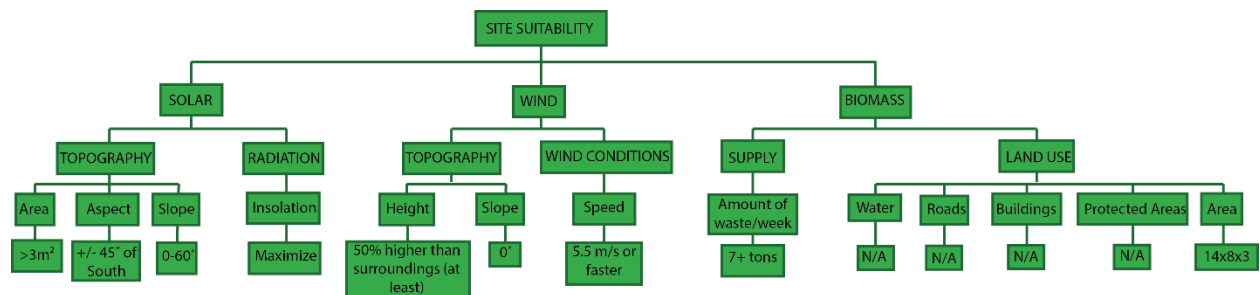 SITE SUITABILITY
SOLAR
WIND
BIOMASS
TOPOGRAPHY
RADIATION
TOPOGRAPHY
WIND CONDITIONS
SUPPLY
LAND USE
Area
Aspect
Slope
Insolation
Height
Slope
Speed
Amount of
waste/week
Water
Roads
Buildings
Protected Areas
Area
>3m²
+/- 45° of
South
0-60°
Maximize
50% higher than
surroundings (at
least)
0°
5.5 m/s or
faster
7+ tons
N/A
N/A
N/A
N/A
14x8x3